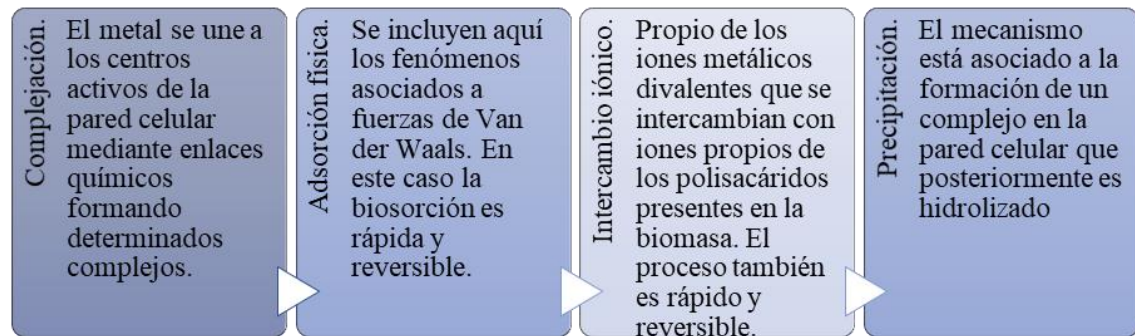 Complejación.
El metal se une a
los centros
activos de la
pared celular
mediante enlaces
químicos
formando
determinados
complejos.
Adsorción física.
Se incluyen aquí
los fenómenos
asociados a
fuerzas de Van
der Waals. En
este caso la
biosorción es
rápida y
reversible.
Intercambio iónico.
Propio de los
iones metálicos
divalentes que se
intercambian con
iones propios de
los polisacáridos
presentes en la
biomasa. El
proceso también
es rápido y
reversible.
Precipitación.
El mecanismo
está asociado a la
formación de un
complejo en la
pared celular que
posteriormente es
hidrolizado